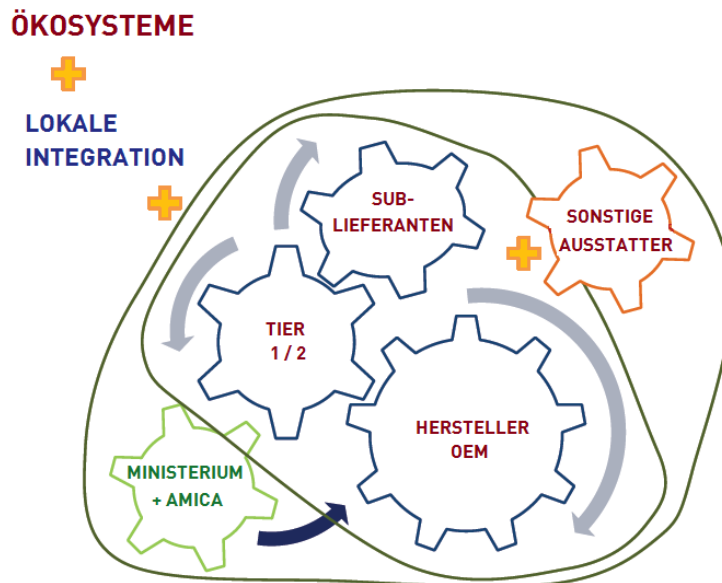 ÖKOSYSTEME
LOKALE
INTEGRATION
SUB-
LIEFERANTEN
SONSTIGE
AUSSTATTER
TIER
1 / 2
HERSTELLER
OEM
MINISTERIUM
+ AMICA